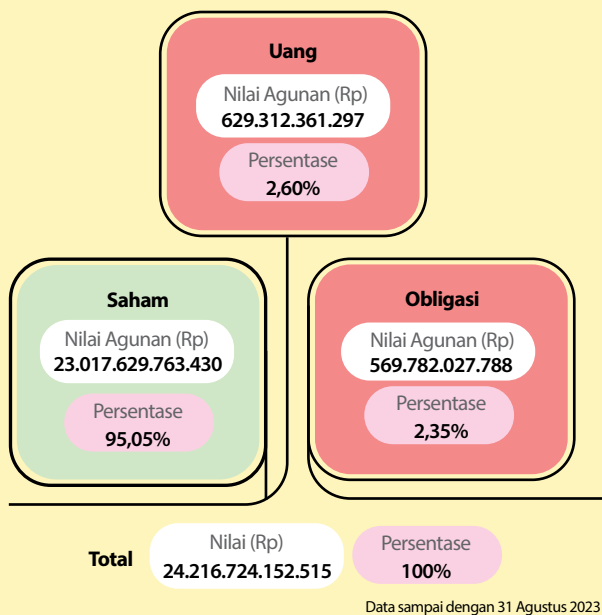 Uang
Nilai Agunan (Rp)
629.312.361.297
Persentase
2,60%
Saham
Nilai Agunan (Rp)
23.017.629.763.430
Persentase
95,05%
Obligasi
Nilai Agunan (Rp)
569.782.027.788
Persentase
2,35%
Total
Nilai (Rp)
24.216.724.152.515
Persentase
100%
Data sampai dengan 31 Agustus 2023